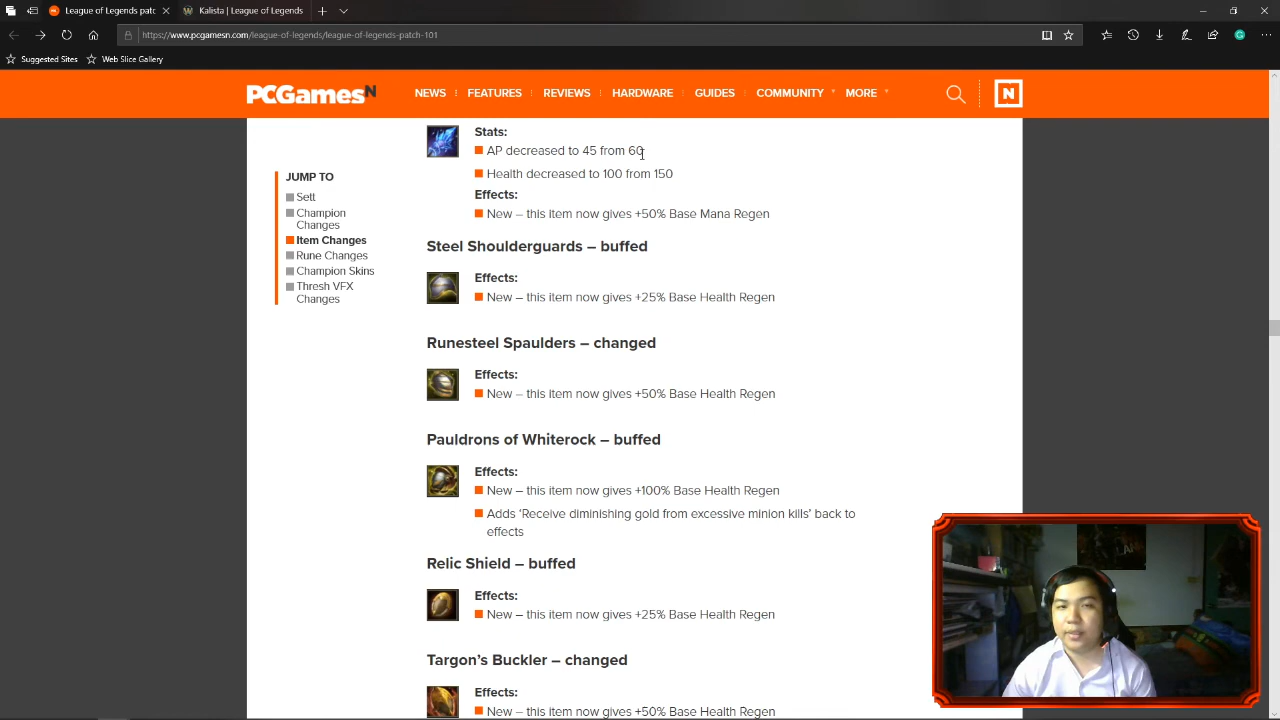 League of Legends patc
Kalista | League of Legends
https://www.pcgamesn.com/league-of-legends/league-of-legends-patch-101
Suggested Sites
Web Slice Gallery
PCGamesN
NEWS
FEATURES
REVIEWS
HARDWARE
GUIDES
COMMUNITY
MORE
N
JUMP TO
Sett
Champion
Changes
Item Changes
Rune Changes
Champion Skins
Thresh VFX
Changes
Stats:
AP decreased to 45 from 60
Health decreased to 100 from 150
Effects:
New – this item now gives +50% Base Mana Regen
Steel Shoulderguards – buffed
Effects:
New – this item now gives +25% Base Health Regen
Runesteel Spaulders – changed
Effects:
New – this item now gives +50% Base Health Regen
Pauldrons of Whiterock – buffed
Effects:
New – this item now gives +100% Base Health Regen
Adds ‘Receive diminishing gold from excessive minion kills’ back to
effects
Relic Shield – buffed
Effects:
New – this item now gives +25% Base Health Regen
Targon’s Buckler – changed
Effects:
New – this item now gives +50% Base Health Regen